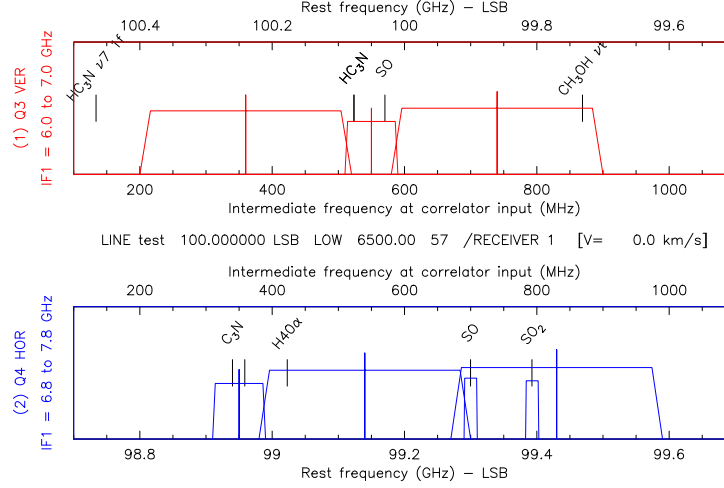 Rest frequency (GHz) – LSB
100.4 100.2 100 99.8 99.6
(1) Q3 VER
IF1 = 6.0 to 7.0 GHz
HC₃N
HC₃N
SO
CH₃OH
200 400 600 800 1000
Intermediate frequency at correlator input (MHz)
LINE test 100.000000 LSB LOW 6500.00 57 /RECEIVER 1 [V= 0.0 km/s]
Intermediate frequency at correlator input (MHz)
200 400 600 800 1000
(2) Q4 HOR
IF1 = 6.8 to 7.8 GHz
C₃N
H40α
SO
SO₂
98.8 99 99.2 99.4 99.6
Rest frequency (GHz) – LSB